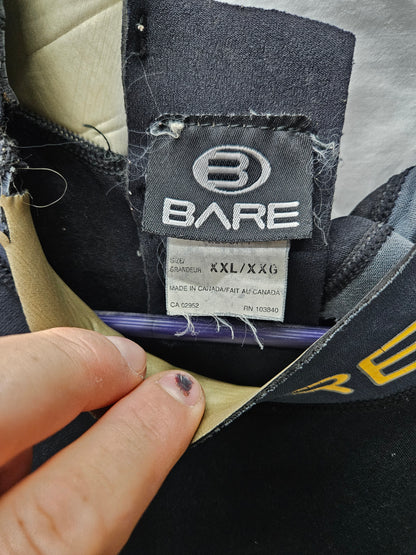 B
BARE
SIZE/
GRANDEUR XXL/XXG
MADE IN CANADA/FAIT AU CANADA
CA 02952 RN 103840
RE